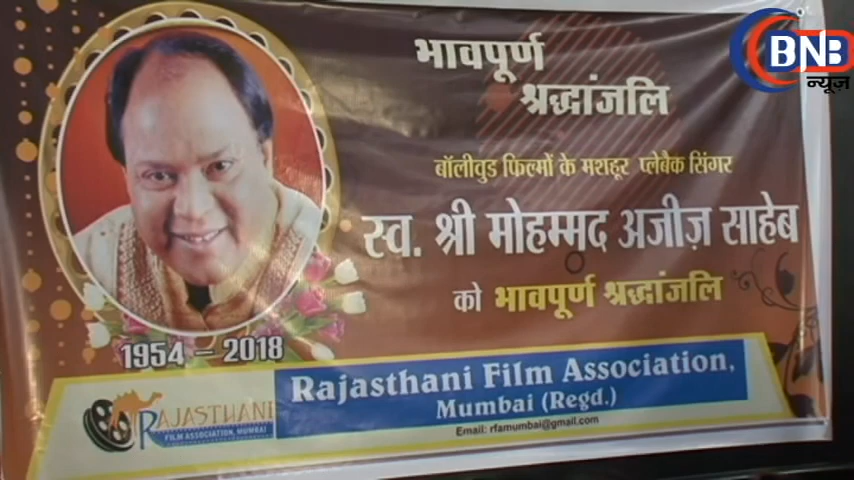 BNB
न्यूज़
भावपूर्ण
श्रद्धांजलि
बॉलीवुड फिल्मों के मशहूर प्लेबैक सिंगर
स्व. श्री मोहम्मद अजीज़ साहेब
को भावपूर्ण श्रद्धांजलि
1954 - 2018
RAJASTHANI
FILM ASSOCIATION, MUMBAI
Rajasthani Film Association,
Mumbai (Regd.)
Email: rfamumbai@gmail.com